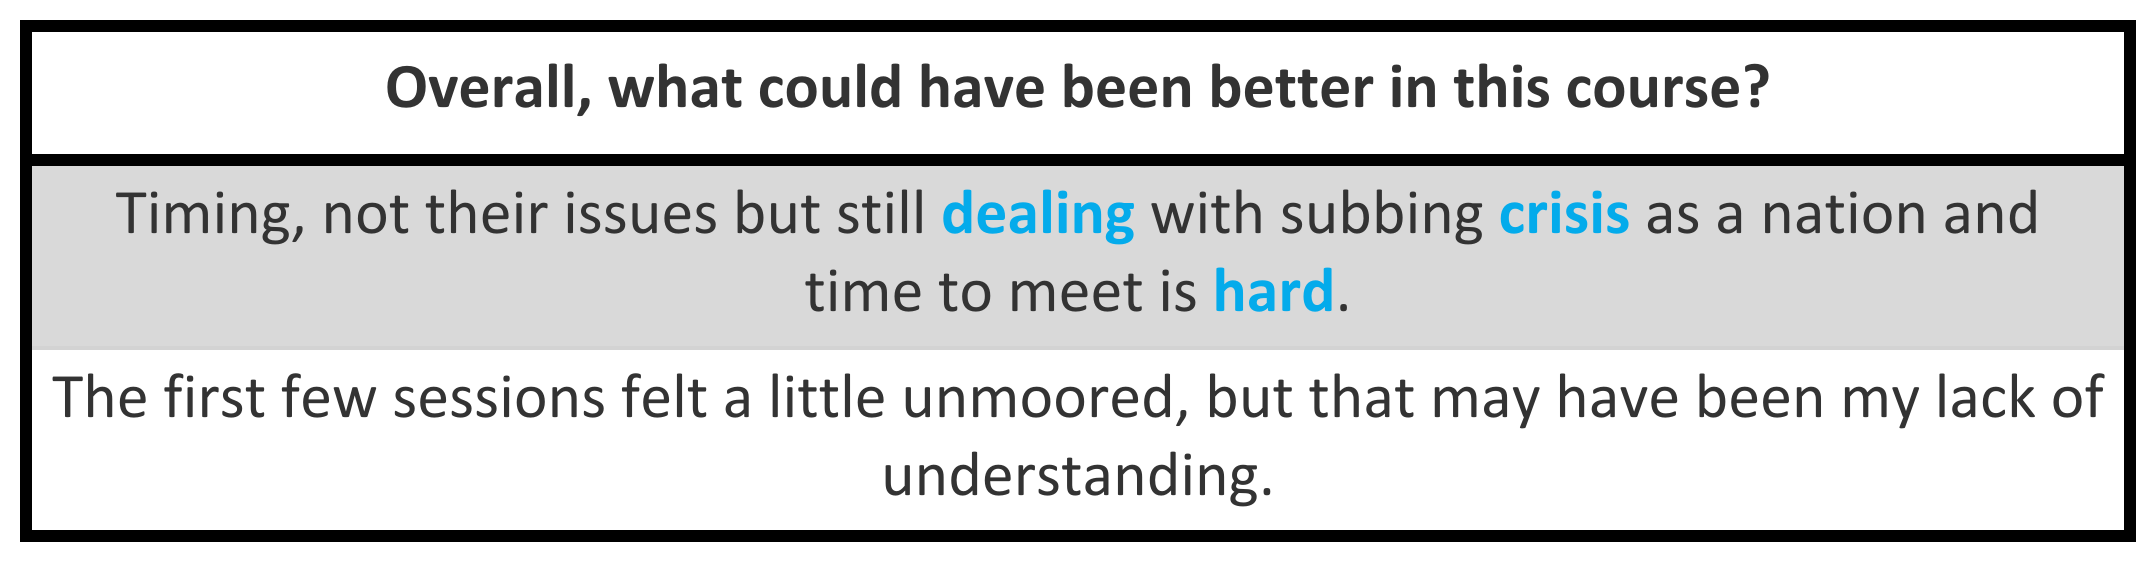 Overall, what could have been better in this course?
Timing, not their issues but still dealing with subbing crisis as a nation and
time to meet is hard.
The first few sessions felt a little unmoored, but that may have been my lack of
understanding.